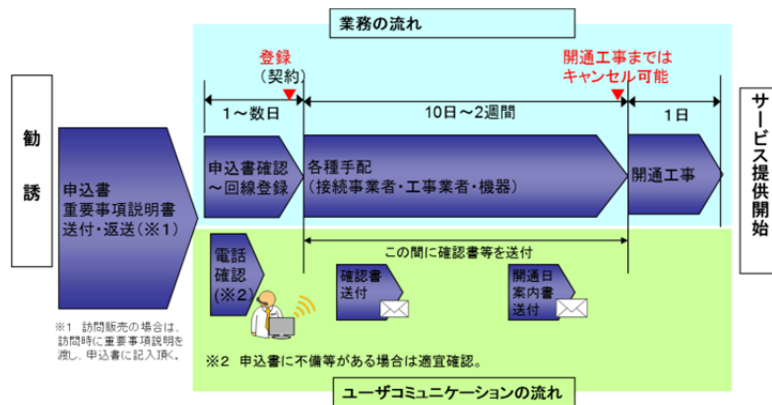 業務の流れ
登録
（契約）
開通工事までは
キャンセル可能
1～数日
10日～2週間
1日
勧誘
申込書
重要事項説明書
送付・返送（※1）
申込書確認
～回線登録
各種手配
（接続事業者・工事業者・機器）
開通工事
サービス提供開始
この間に確認書等を送付
電話
確認
（※2）
確認書
送付
開通日
案内書
送付
※1 訪問販売の場合は、
訪問時に重要事項説明を
渡し、申込書に記入頂く。
※2 申込書に不備等がある場合は適宜確認。
ユーザコミュニケーションの流れ